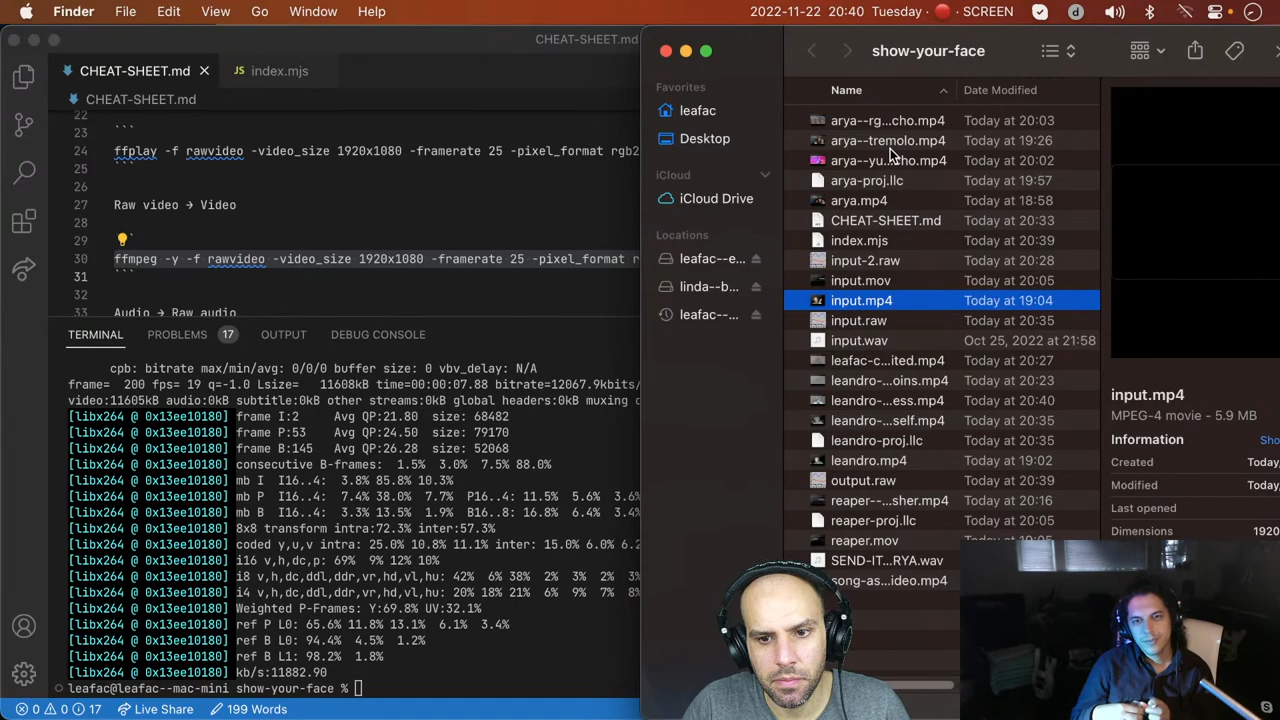 Finder File Edit View Go Window Help 2022-11-22 20:40 Tuesday SCREEN
CHEAT-SHEET.md
CHEAT-SHEET.md index.mjs
CHEAT-SHEET.md
22
23 ```
24 ffplay -f rawvideo -video_size 1920x1080 -framerate 25 -pixel_format rgb2
25 ```
26
27 Raw video → Video
28
29
30 ffmpeg -y -f rawvideo -video_size 1920x1080 -framerate 25 -pixel_format r
31 ```
32
33 Audio → Raw audio
TERMINAL PROBLEMS 17 OUTPUT DEBUG CONSOLE
cpb: bitrate max/min/avg: 0/0/0 buffer size: 0 vbv_delay: N/A
frame= 200 fps= 19 q=-1.0 Lsize= 11608kB time=00:00:07.88 bitrate=12067.9kbits/
video:11605kB audio:0kB subtitle:0kB other streams:0kB global headers:0kB muxing
[libx264 @ 0x13ee10180] frame I:2 Avg QP:21.80 size: 68482
[libx264 @ 0x13ee10180] frame P:53 Avg QP:24.50 size: 79170
[libx264 @ 0x13ee10180] frame B:145 Avg QP:26.28 size: 52068
[libx264 @ 0x13ee10180] consecutive B-frames: 1.5% 3.0% 7.5% 88.0%
[libx264 @ 0x13ee10180] mb I I16..4: 3.8% 85.8% 10.3%
[libx264 @ 0x13ee10180] mb P I16..4: 7.4% 38.0% 7.7% P16..4: 11.5% 5.6% 3.6%
[libx264 @ 0x13ee10180] mb B I16..4: 3.3% 13.5% 1.9% B16..8: 16.8% 6.4% 3.4%
[libx264 @ 0x13ee10180] 8x8 transform intra:72.3% inter:57.3%
[libx264 @ 0x13ee10180] coded y,u,v intra: 25.0% 10.8% 11.1% inter: 15.0% 6.0% 6.2
[libx264 @ 0x13ee10180] i16 v,h,dc,p: 69% 9% 12% 10%
[libx264 @ 0x13ee10180] i8 v,h,dc,ddl,ddr,vr,hd,vl,hu: 42% 6% 38% 2% 3% 2% 3%
[libx264 @ 0x13ee10180] i4 v,h,dc,ddl,ddr,vr,hd,vl,hu: 20% 18% 21% 6% 9% 7% 8%
[libx264 @ 0x13ee10180] Weighted P-Frames: Y:69.8% UV:32.1%
[libx264 @ 0x13ee10180] ref P L0: 65.6% 11.8% 13.1% 6.1% 3.4%
[libx264 @ 0x13ee10180] ref B L0: 94.4% 4.5% 1.2%
[libx264 @ 0x13ee10180] ref B L1: 98.2% 1.8%
[libx264 @ 0x13ee10180] kb/s:11882.90
leafac@leafac--mac-mini show-your-face %
0 0 17 Live Share 199 Words
show-your-face
Favorites
leafac
Desktop
iCloud
iCloud Drive
Locations
leafac--e...
linda--b...
leafac--...
Name Date Modified
arya--rg...cho.mp4 Today at 20:03
arya--tremolo.mp4 Today at 19:26
arya--yu...cho.mp4 Today at 20:02
arya-proj.llc Today at 19:57
arya.mp4 Today at 18:58
CHEAT-SHEET.md Today at 20:33
index.mjs Today at 20:39
input-2.raw Today at 20:28
input.mov Today at 20:05
input.mp4 Today at 19:04
input.raw Today at 20:35
input.wav Oct 25, 2022 at 21:58
leafac-c...ited.mp4 Today at 20:27
leandro-...oins.mp4 Today at 20:23
leandro-...ess.mp4 Today at 20:40
leandro-...self.mp4 Today at 20:35
leandro-proj.llc Today at 20:35
leandro.mp4 Today at 19:02
output.raw Today at 20:39
reaper--...sher.mp4 Today at 20:16
reaper-proj.llc Today at 20:05
reaper.mov
SEND-IT...RYA.wav
song-as...ideo.mp4
input.mp4
MPEG-4 movie - 5.9 MB
Information Sho
Created Today,
Modified Today,
Last opened
Dimensions 1920